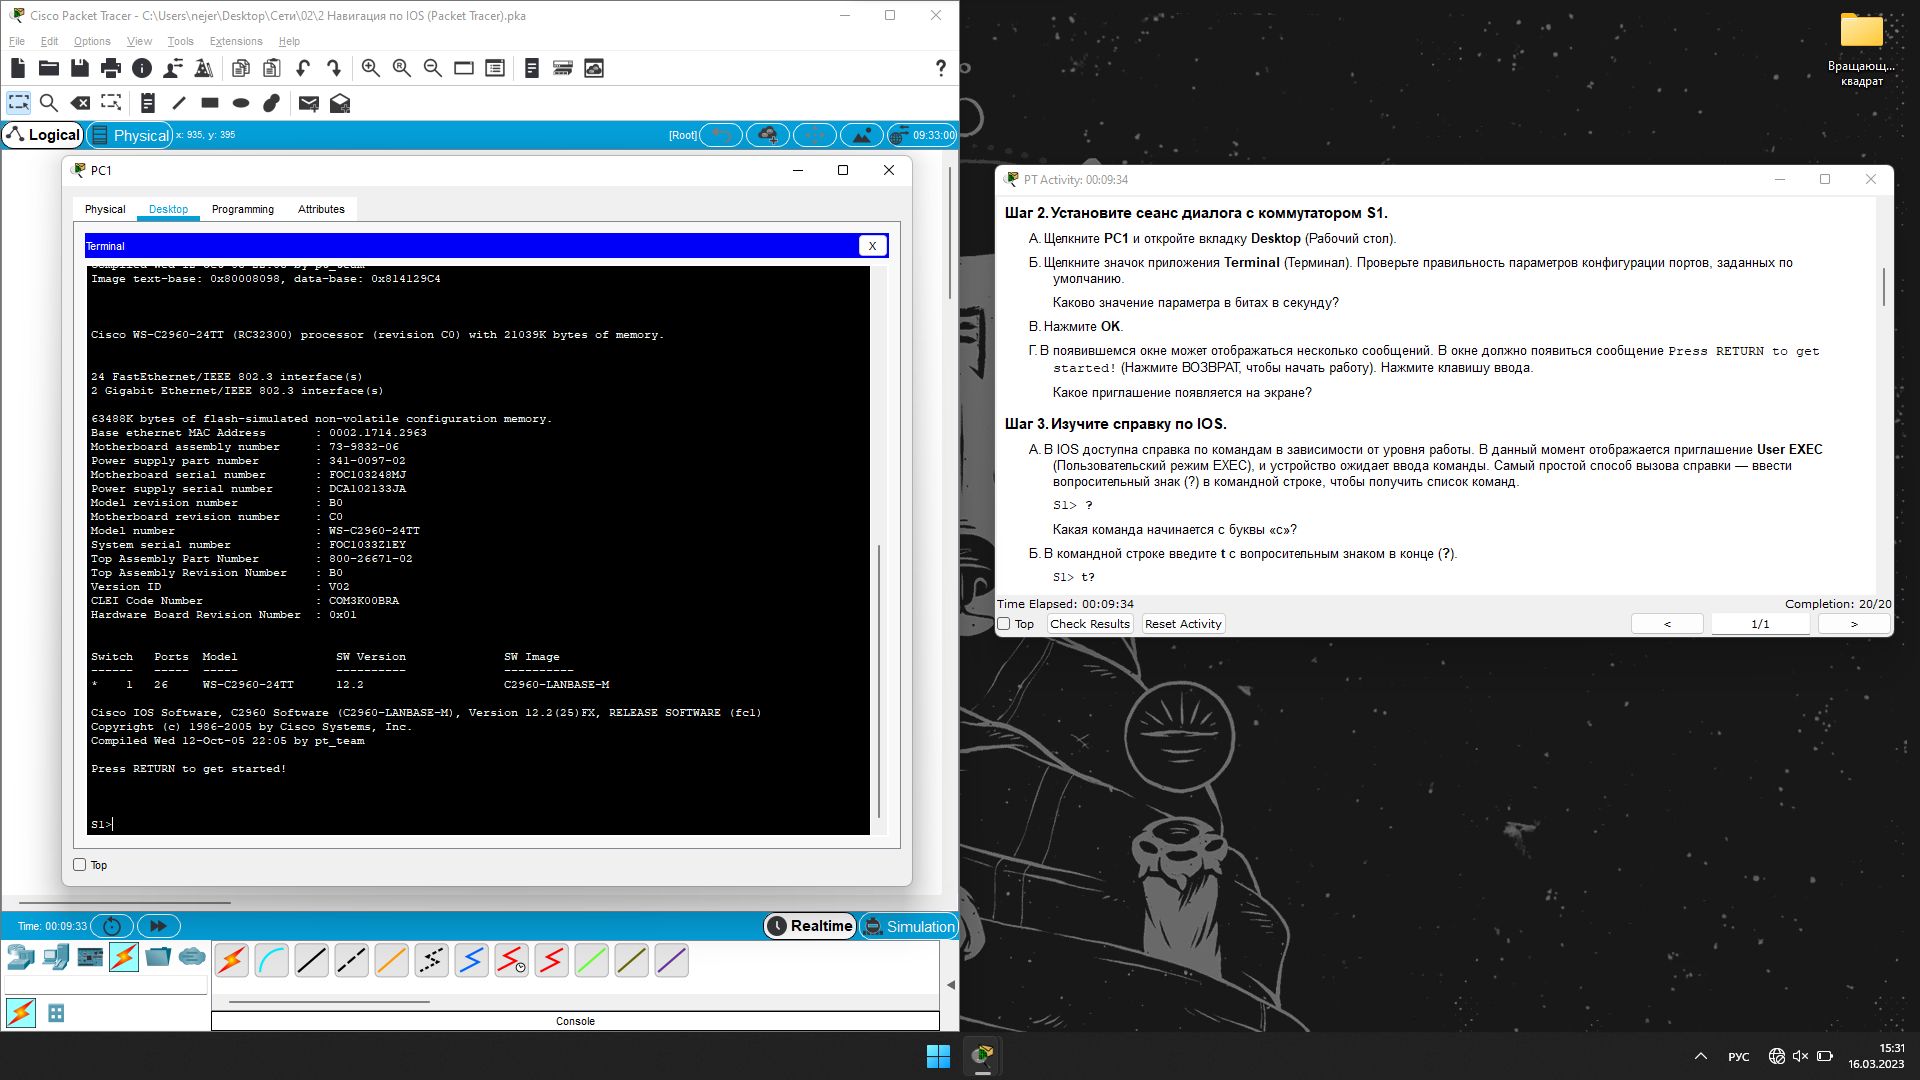 Cisco Packet Tracer - C:\Users\nejer\Desktop\Сети\02\2 Навигация по IOS (Packet Tracer).pka
File Edit Options View Tools Extensions Help
Logical Physical x: 935, y: 395 [Root] 09:33:00
PC1
Physical Desktop Programming Attributes
Terminal X
Compiled Wed 12-Oct-05 22:05 by pt_team
Image text-base: 0x80008098, data-base: 0x814129C4
Cisco WS-C2960-24TT (RC32300) processor (revision C0) with 21039K bytes of memory.
24 FastEthernet/IEEE 802.3 interface(s)
2 Gigabit Ethernet/IEEE 802.3 interface(s)
63488K bytes of flash-simulated non-volatile configuration memory.
Base ethernet MAC Address : 0002.1714.2963
Motherboard assembly number : 73-9832-06
Power supply part number : 341-0097-02
Motherboard serial number : FOC103248MJ
Power supply serial number : DCA102133JA
Model revision number : B0
Motherboard revision number : C0
Model number : WS-C2960-24TT
System serial number : FOC1033Z1EY
Top Assembly Part Number : 800-26671-02
Top Assembly Revision Number : B0
Version ID : V02
CLEI Code Number : COM3K00BRA
Hardware Board Revision Number : 0x01
Switch Ports Model SW Version SW Image
------ ----- ----- ---------- ----------
* 1 26 WS-C2960-24TT 12.2 C2960-LANBASE-M
Cisco IOS Software, C2960 Software (C2960-LANBASE-M), Version 12.2(25)FX, RELEASE SOFTWARE (fc1)
Copyright (c) 1986-2005 by Cisco Systems, Inc.
Compiled Wed 12-Oct-05 22:05 by pt_team
Press RETURN to get started!
S1>
Top
Time: 00:09:33 Realtime Simulation
Console
Вращающ...
квадрат
PT Activity: 00:09:34
Шаг 2. Установите сеанс диалога с коммутатором S1.
А. Щелкните PC1 и откройте вкладку Desktop (Рабочий стол).
Б. Щелкните значок приложения Terminal (Терминал). Проверьте правильность параметров конфигурации портов, заданных по
умолчанию.
Каково значение параметра в битах в секунду?
В. Нажмите OK.
Г. В появившемся окне может отображаться несколько сообщений. В окне должно появиться сообщение Press RETURN to get
started! (Нажмите ВОЗВРАТ, чтобы начать работу). Нажмите клавишу ввода.
Какое приглашение появляется на экране?
Шаг 3. Изучите справку по IOS.
А. В IOS доступна справка по командам в зависимости от уровня работы. В данный момент отображается приглашение User EXEC
(Пользовательский режим EXEC), и устройство ожидает ввода команды. Самый простой способ вызова справки — ввести
вопросительный знак (?) в командной строке, чтобы получить список команд.
S1> ?
Какая команда начинается с буквы «с»?
Б. В командной строке введите t с вопросительным знаком в конце (?).
S1> t?
Time Elapsed: 00:09:34 Completion: 20/20
Top Check Results Reset Activity < 1/1 >
РУС
15:31
16.03.2023